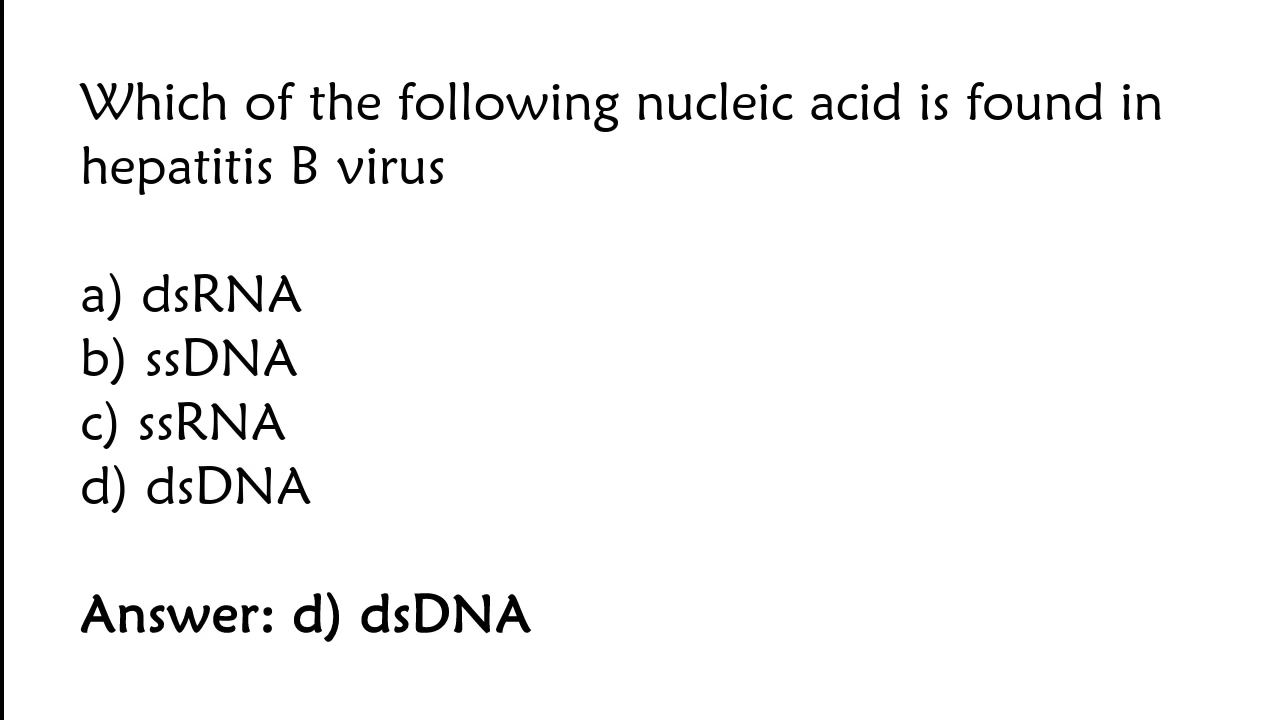 Which of the following nucleic acid is found in
hepatitis B virus
a) dsRNA
b) ssDNA
c) ssRNA
d) dsDNA
Answer: d) dsDNA